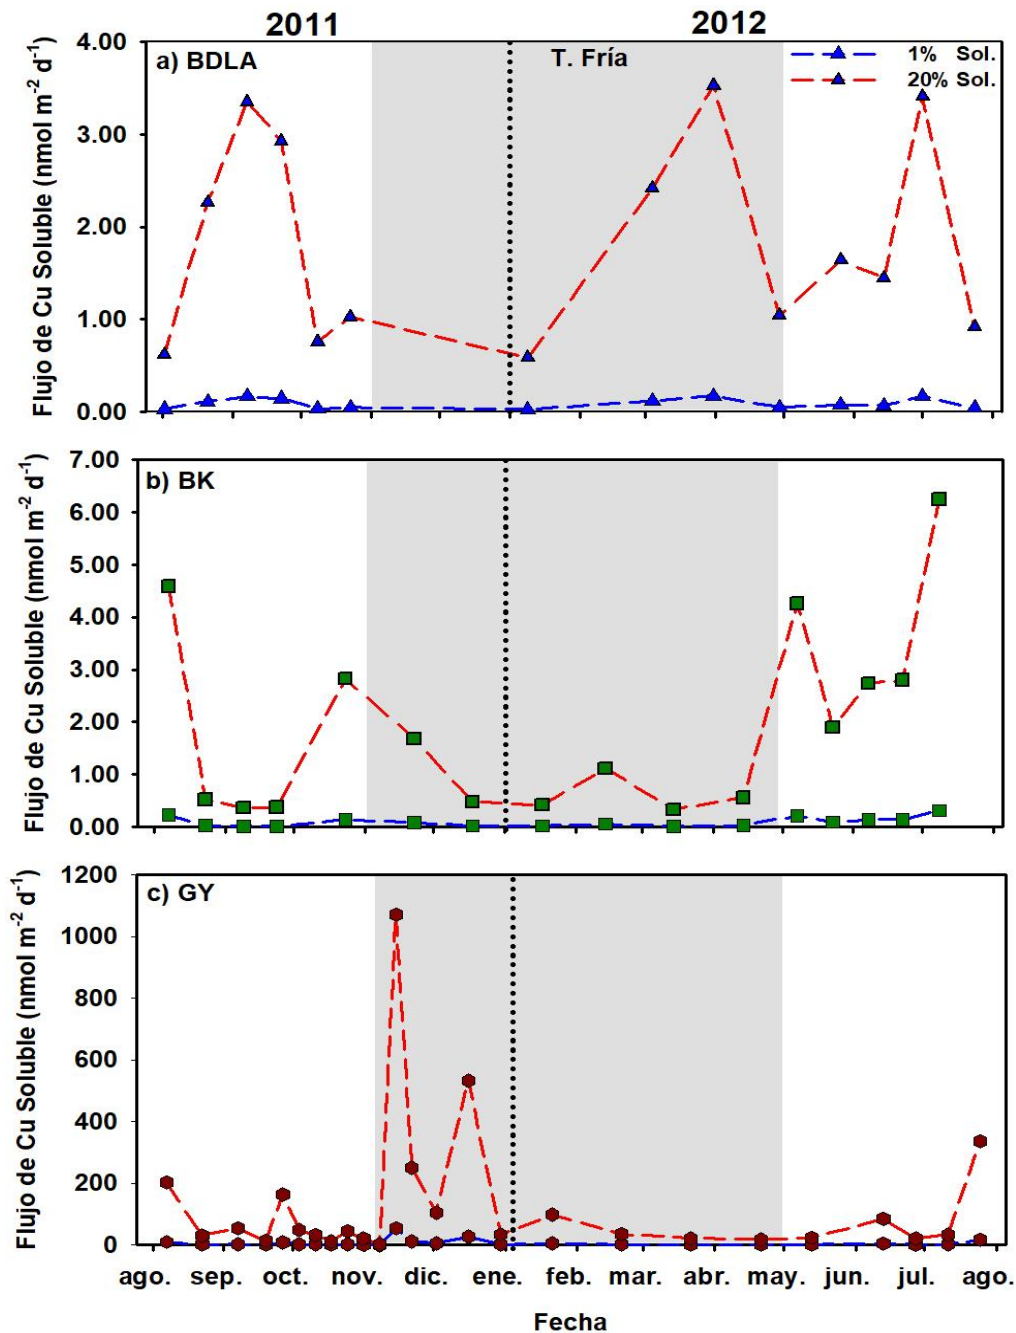 2011 2012
a) BDLA T. Fría
1% Sol.
20% Sol.
4.00
3.00
2.00
1.00
0.00
Flujo de Cu Soluble (nmol m⁻² d⁻¹)
b) BK
7.00
6.00
5.00
4.00
3.00
2.00
1.00
0.00
Flujo de Cu Soluble (nmol m⁻² d⁻¹)
c) GY
1200
1000
800
600
400
200
0
Flujo de Cu Soluble (nmol m⁻² d⁻¹)
ago. sep. oct. nov. dic. ene. feb. mar. abr. may. jun. jul. ago.
Fecha